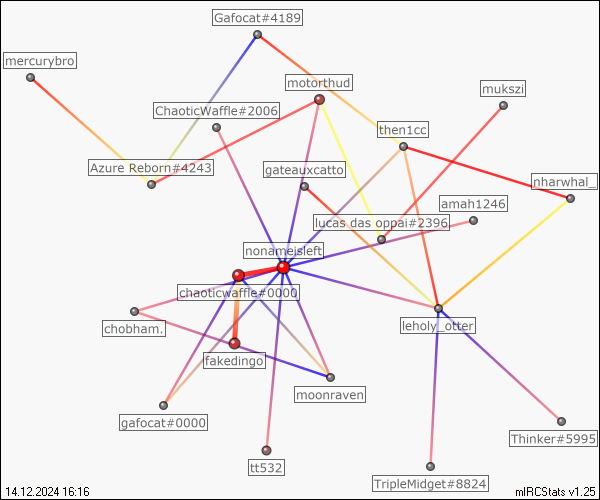 Gafocat#4189
mercurybro
motorthud
mukszi
ChaoticWaffle#2006
then1cc
Azure Reborn#4243
gateauxcatto
nharwhal_
amah1246
lucas das oppai#2396
nonameisleft
chaoticwaffle#0000
chobham.
leholy_otter
fakedingo
moonraven
gafocat#0000
Thinker#5995
tt532
TripleMidget#8824
14.12.2024 16:16
mIRCStats v1.25